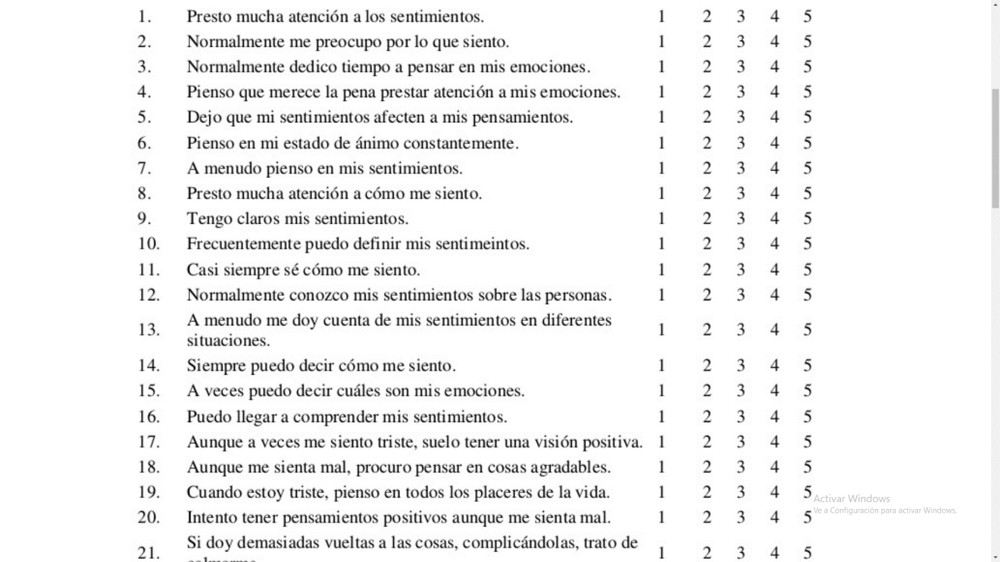 1. Presto mucha atención a los sentimientos. 1 2 3 4 5
2. Normalmente me preocupo por lo que siento. 1 2 3 4 5
3. Normalmente dedico tiempo a pensar en mis emociones. 1 2 3 4 5
4. Pienso que merece la pena prestar atención a mis emociones. 1 2 3 4 5
5. Dejo que mi sentimientos afecten a mis pensamientos. 1 2 3 4 5
6. Pienso en mi estado de ánimo constantemente. 1 2 3 4 5
7. A menudo pienso en mis sentimientos. 1 2 3 4 5
8. Presto mucha atención a cómo me siento. 1 2 3 4 5
9. Tengo claros mis sentimientos. 1 2 3 4 5
10. Frecuentemente puedo definir mis sentimeintos. 1 2 3 4 5
11. Casi siempre sé cómo me siento. 1 2 3 4 5
12. Normalmente conozco mis sentimientos sobre las personas. 1 2 3 4 5
A menudo me doy cuenta de mis sentimientos en diferentes
13. situaciones. 1 2 3 4 5
14. Siempre puedo decir cómo me siento. 1 2 3 4 5
15. A veces puedo decir cuáles son mis emociones. 1 2 3 4 5
16. Puedo llegar a comprender mis sentimientos. 1 2 3 4 5
17. Aunque a veces me siento triste, suelo tener una visión positiva. 1 2 3 4 5
18. Aunque me sienta mal, procuro pensar en cosas agradables. 1 2 3 4 5
19. Cuando estoy triste, pienso en todos los placeres de la vida. 1 2 3 4 5
Activar Windows
20. Intento tener pensamientos positivos aunque me sienta mal. 1 2 3 4 5
Ve a Configuración para activar Windows.
Si doy demasiadas vueltas a las cosas, complicándolas, trato de
21. 1 2 3 4 5